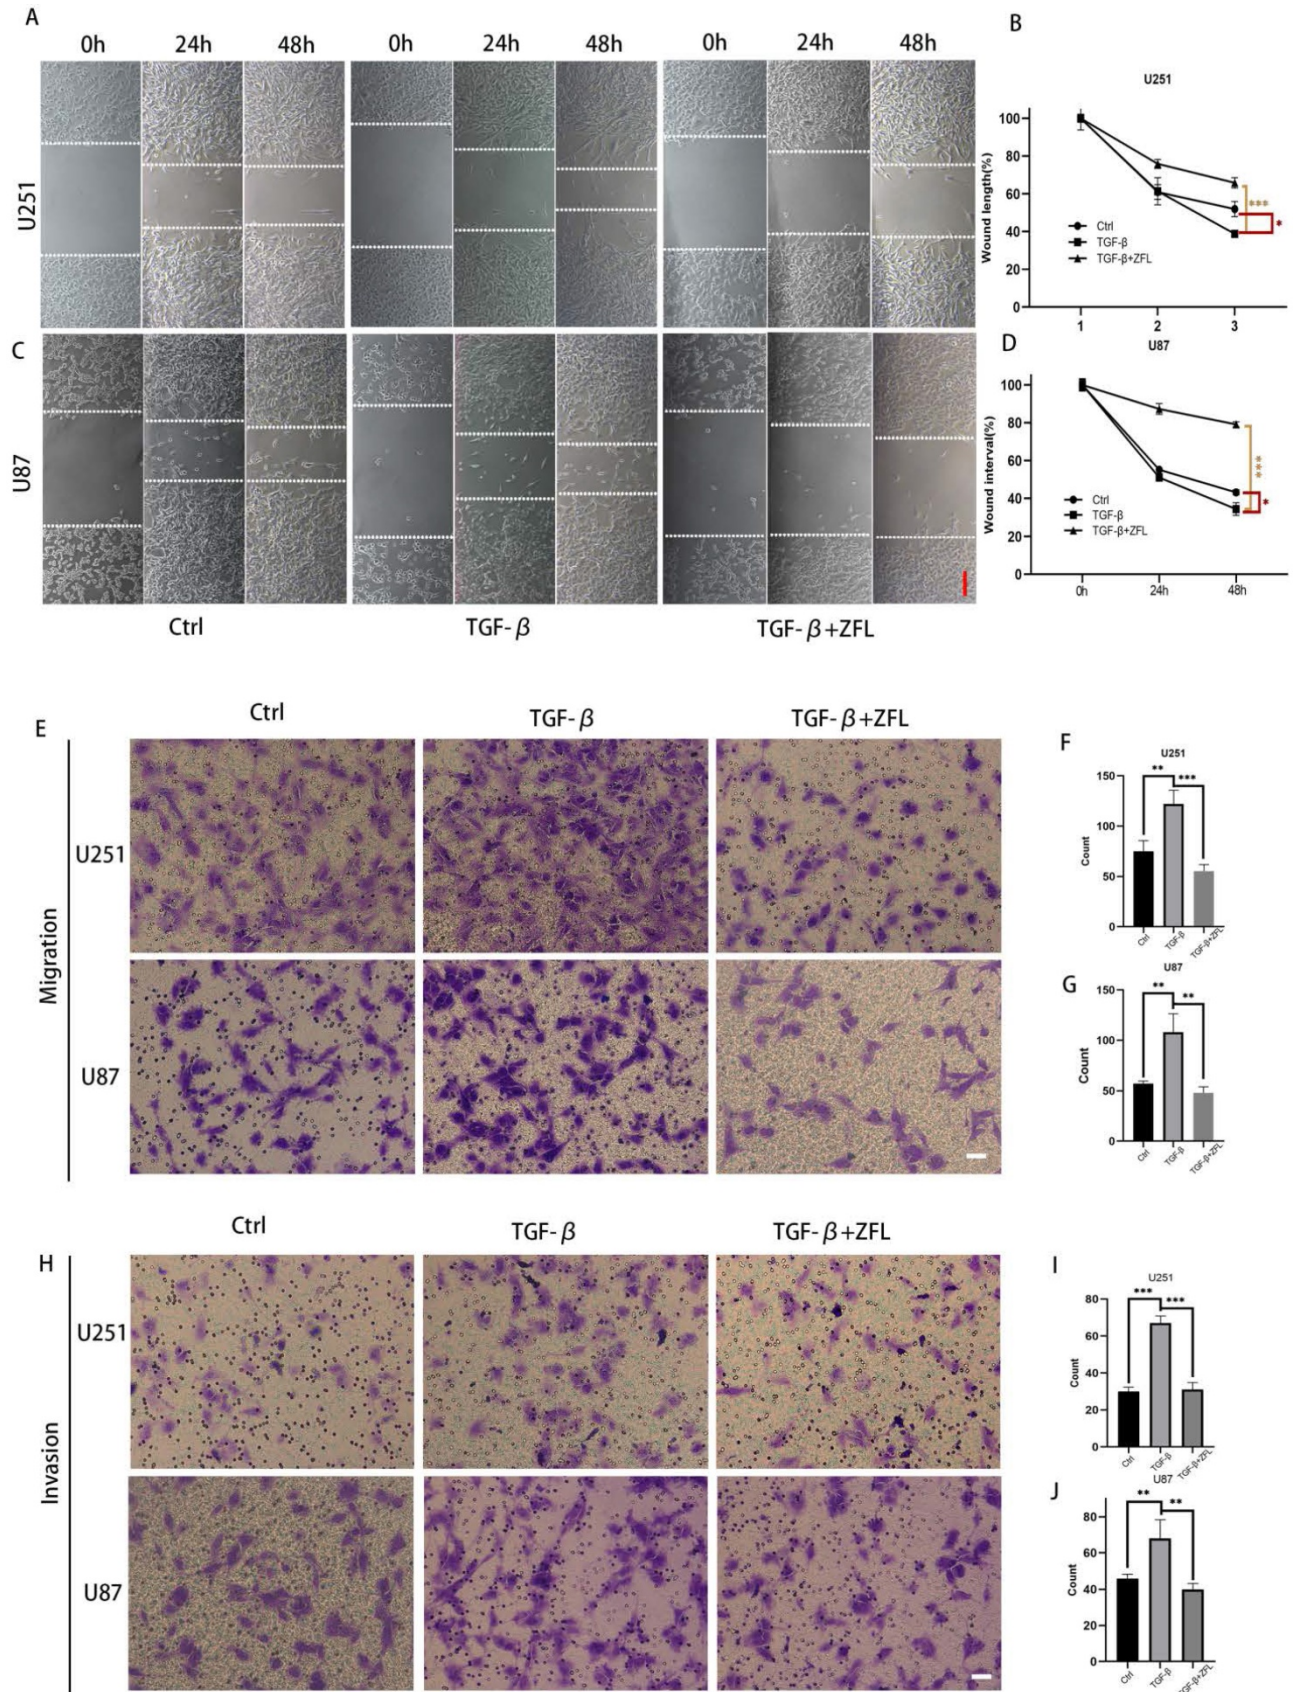 A
0h 24h 48h 0h 24h 48h 0h 24h 48h
U251
B
U251
Wound length(%)
100
80
60
40
20
0
1 2 3
Ctrl
TGF-β
TGF-β+ZFL
***
*
C
U87
Ctrl TGF-β TGF-β+ZFL
D
U87
Wound interval(%)
100
80
60
40
20
0
0h 24h 48h
Ctrl
TGF-β
TGF-β+ZFL
***
*
E
Ctrl TGF-β TGF-β+ZFL
Migration
U251
U87
F
U251
Count
150
100
50
0
** ***
Ctrl TGF-β TGF-β+ZFL
G
U87
Count
150
100
50
0
** **
Ctrl TGF-β TGF-β+ZFL
H
Ctrl TGF-β TGF-β+ZFL
Invasion
U251
U87
I
U251
Count
80
60
40
20
0
*** ***
Ctrl TGF-β TGF-β+ZFL
J
U87
Count
80
60
40
20
0
** **
Ctrl TGF-β TGF-β+ZFL